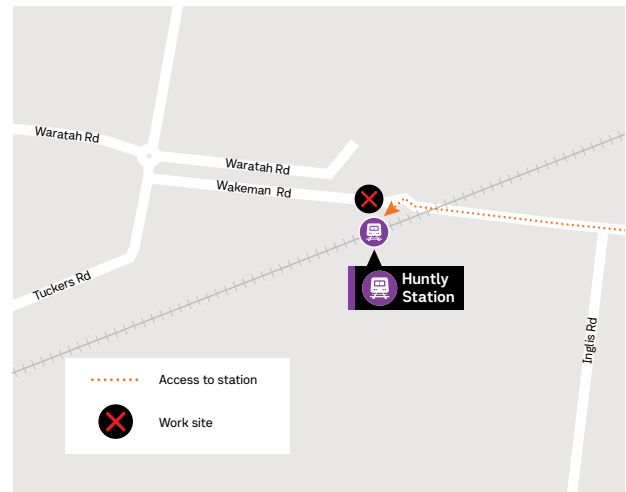 Waratah Rd
Waratah Rd
Wakeman Rd
Huntly
Station
Tuckers Rd
Inglis Rd
Access to station
Work site